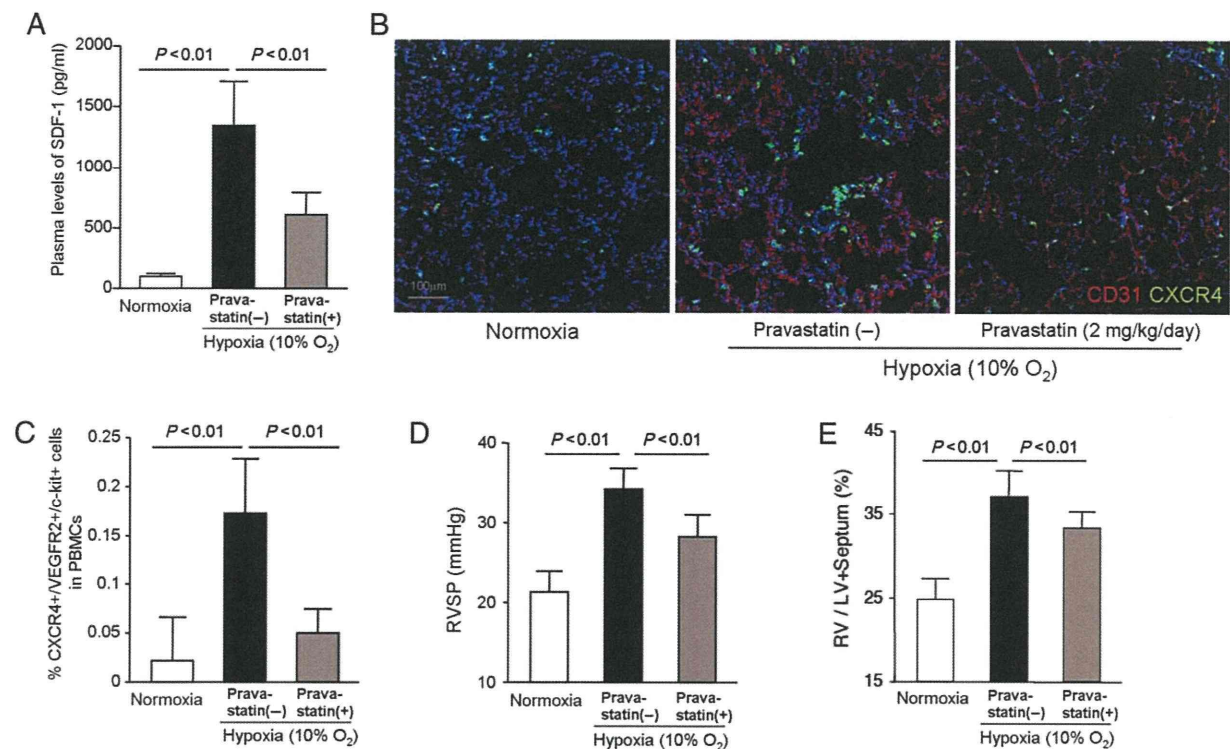 A
Plasma levels of SDF-1 (pg/ml)
2000
1500
1000
500
0
P < 0.01
P < 0.01
Normoxia
Prava-
statin(−)
Prava-
statin(+)
Hypoxia (10% O₂)
B
100μm
CD31 CXCR4
Normoxia
Pravastatin (−)
Pravastatin (2 mg/kg/day)
Hypoxia (10% O₂)
C
% CXCR4+/VEGFR2+/c-kit+ cells
in PBMCs
0.25
0.2
0.15
0.1
0.05
0
P < 0.01
P < 0.01
Normoxia
Prava-
statin(−)
Prava-
statin(+)
Hypoxia (10% O₂)
D
RVSP (mmHg)
40
30
20
10
P < 0.01
P < 0.01
Normoxia
Prava-
statin(−)
Prava-
statin(+)
Hypoxia (10% O₂)
E
RV / LV+Septum (%)
45
35
25
15
P < 0.01
P < 0.01
Normoxia
Prava-
statin(−)
Prava-
statin(+)
Hypoxia (10% O₂)